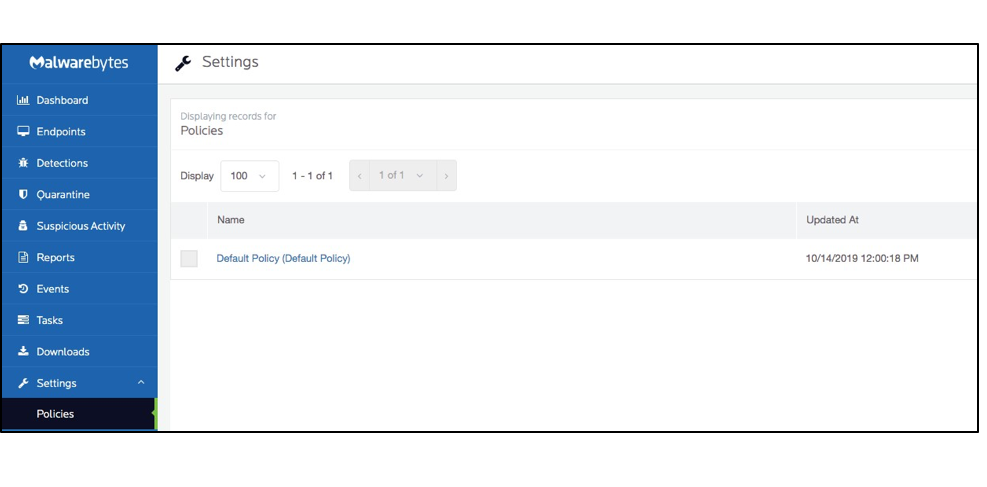 Malwarebytes
Settings
Dashboard
Endpoints
Detections
Quarantine
Suspicious Activity
Reports
Events
Tasks
Downloads
Settings
Policies
Displaying records for
Policies
Display 100 1 - 1 of 1 1 of 1
Name Updated At
Default Policy (Default Policy) 10/14/2019 12:00:18 PM